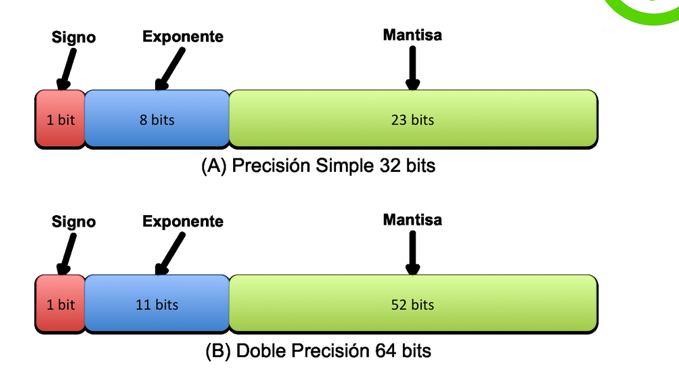 Signo Exponente Mantisa
1 bit 8 bits 23 bits
(A) Precisión Simple 32 bits
Signo Exponente Mantisa
1 bit 11 bits 52 bits
(B) Doble Precisión 64 bits